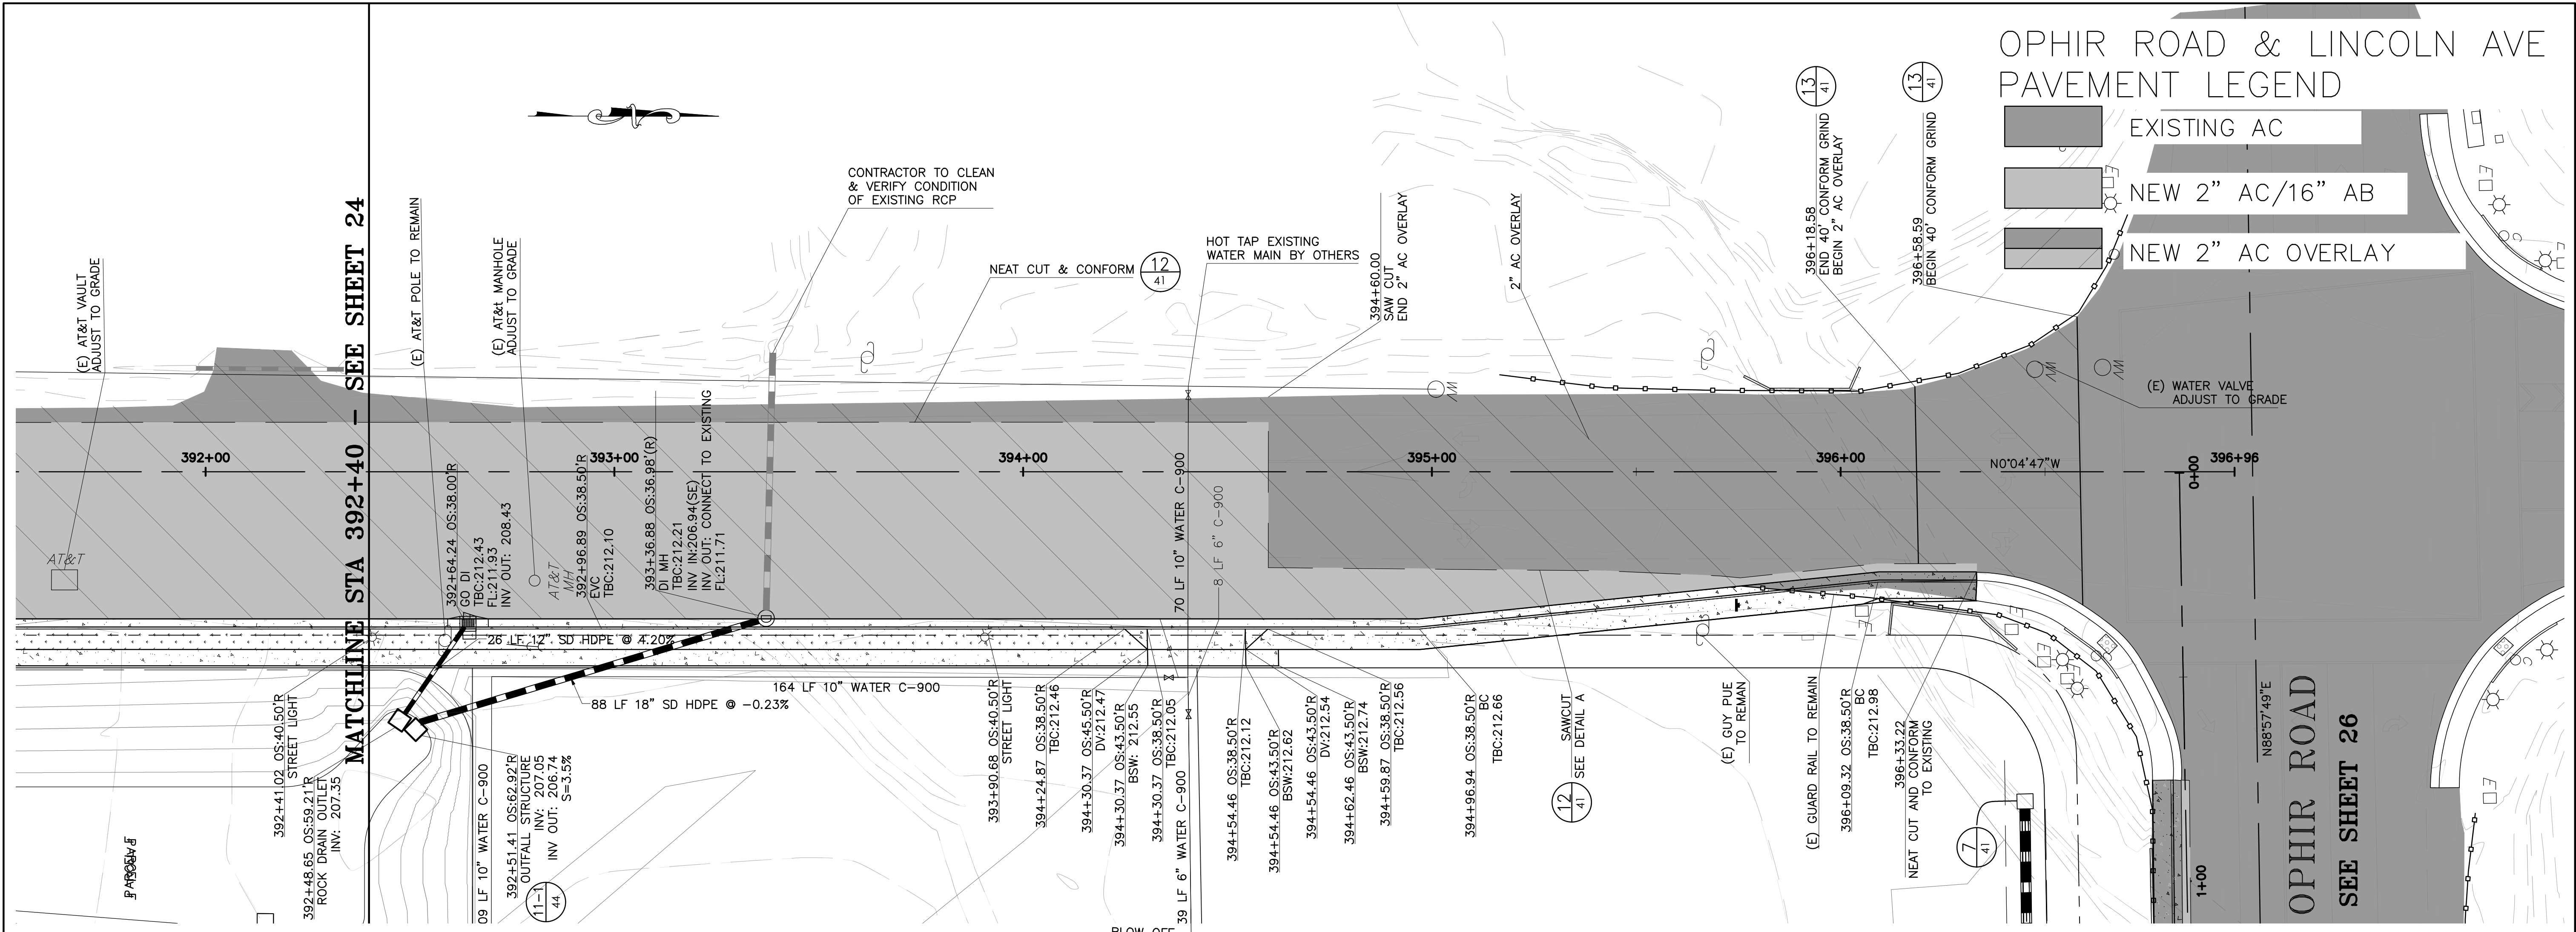 OPHIR ROAD & LINCOLN AVE
PAVEMENT LEGEND
EXISTING AC
NEW 2" AC/16" AB
NEW 2" AC OVERLAY
(E) AT&T VAULT
ADJUST TO GRADE
MATCHLINE STA 392+40 - SEE SHEET 24
(E) AT&T POLE TO REMAIN
(E) AT&t MANHOLE
ADJUST TO GRADE
CONTRACTOR TO CLEAN
& VERIFY CONDITION
OF EXISTING RCP
NEAT CUT & CONFORM
12
41
HOT TAP EXISTING
WATER MAIN BY OTHERS
394+60.00
SAW CUT
END 2" AC OVERLAY
2" AC OVERLAY
13
41
396+18.58
END 40' CONFORM GRIND
BEGIN 2" AC OVERLAY
13
41
396+58.59
BEGIN 40' CONFORM GRIND
(E) WATER VALVE
ADJUST TO GRADE
WV
WV
WV
392+00
393+00
394+00
395+00
396+00
N0°04'47"W
0+00
396+96
AT&T
392+64.24 OS:38.00'R
GO DI
TBC:212.43
FL:211.93
INV OUT: 208.43
AT&T
MH
392+96.89 OS:38.50'R
EVC
TBC:212.10
393+36.88 OS:36.98'(R)
DI MH
TBC:212.21
INV IN:206.94(SE)
INV OUT: CONNECT TO EXISTING
FL:211.71
70 LF 10" WATER C-900
8 LF 6" C-900
26 LF 12" SD HDPE @ 4.20%
88 LF 18" SD HDPE @ -0.23%
164 LF 10" WATER C-900
392+41.02 OS:40.50'R
STREET LIGHT
392+48.65 OS:59.21'R
ROCK DRAIN OUTLET
INV: 207.35
09 LF 10" WATER C-900
392+51.41 OS:62.92'R
OUTFALL STRUCTURE
INV: 207.05
INV OUT: 206.74
S=3.5%
11-1
44
393+90.68 OS:40.50'R
STREET LIGHT
394+24.87 OS:38.50'R
TBC:212.46
394+30.37 OS:45.50'R
DV:212.47
394+30.37 OS:43.50'R
BSW: 212.55
394+30.37 OS:38.50'R
TBC:212.05
39 LF 6" WATER C-900
BLOW OFF
394+54.46 OS:38.50'R
TBC:212.12
394+54.46 OS:43.50'R
BSW:212.62
394+54.46 OS:43.50'R
DV:212.54
394+62.46 OS:43.50'R
BSW:212.74
394+59.87 OS:38.50'R
TBC:212.56
394+96.94 OS:38.50'R
BC
TBC:212.66
SAWCUT
SEE DETAIL A
12
41
(E) GUY PUE
TO REMAN
(E) GUARD RAIL TO REMAIN
396+09.32 OS:38.50'R
BC
TBC:212.98
396+33.22
NEAT CUT AND CONFORM
TO EXISTING
7
41
1+00
N88°57'49"E
OPHIR ROAD
SEE SHEET 26